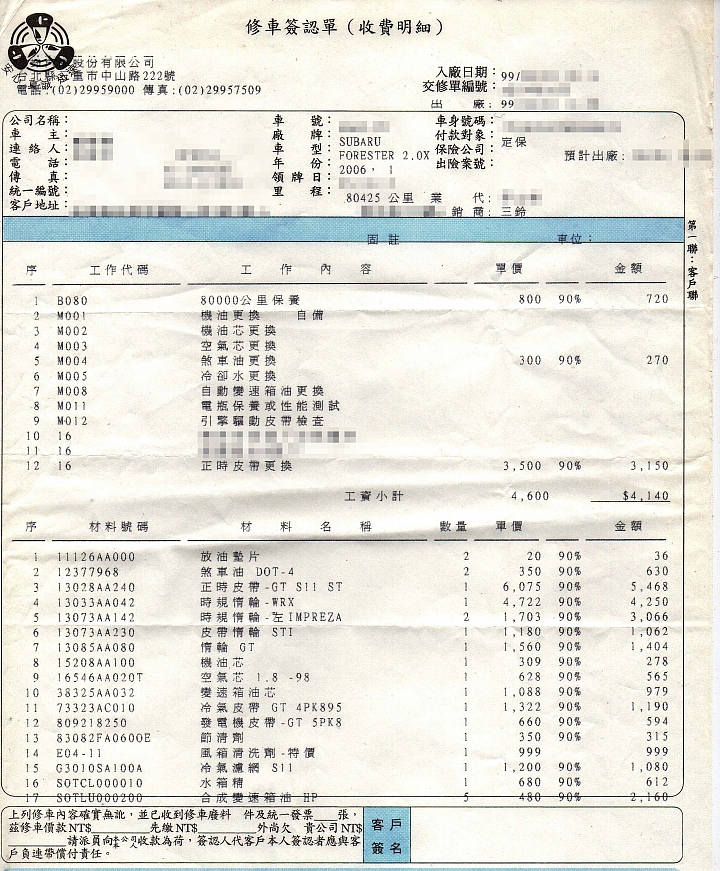 修車簽認單(收費明細)
股份有限公司
台北縣 重市中山路222號
電話:(02)29959000 傳真:(02)29957509
入廠日期: 99/
交修單編號:
出 廠: 99
公司名稱: 車 號: 車身號碼:
車 主: 廠 牌: SUBARU 付款對象: 定保
連絡人: 車 型: FORESTER 2.0X 保險公司: 預計出廠:
電 話: 年 份: 2006, 1 出險業號:
傳 真: 領牌日:
統一編號: 里 程: 80425 公里 業 代:
客戶地址: 銷 商: 三鈴
固註 車位:
第一聯:客戶聯
序 工作代碼 工 作 內 容 單價 金額
1 B080 80000公里保養 800 90% 720
2 M001 機油更換 自備
3 M002 機油芯更換
4 M003 空氣芯更換
5 M004 煞車油更換 300 90% 270
6 M005 冷卻水更換
7 M008 自動變速箱油更換
8 M011 電瓶保養或性能測試
9 M012 引擎驅動皮帶檢查
10 16
11 16
12 16 正時皮帶更換 3,500 90% 3,150
工資小計 4,600 $4,140
序 材料號碼 材 料 名 稱 數量 單價 金額
1 11126AA000 放油墊片 2 20 90% 36
2 12377968 煞車油 DOT-4 2 350 90% 630
3 13028AA240 正時皮帶-GT S11 ST 1 6,075 90% 5,468
4 13033AA042 時規惰輪-WRX 1 4,722 90% 4,250
5 13073AA142 時規惰輪-左IMPREZA 2 1,703 90% 3,066
6 13073AA230 皮帶惰輪 STI 1 1,180 90% 1,062
7 13085AA080 惰輪 GT 1 1,560 90% 1,404
8 15208AA100 機油芯 1 309 90% 278
9 16546AA020T 空氣芯 1.8 -98 1 628 90% 565
10 38325AA032 變速箱油芯 1 1,088 90% 979
11 73323AC010 冷氣皮帶 GT 4PK895 1 1,322 90% 1,190
12 809218250 發電機皮帶-GT 5PK8 1 660 90% 594
13 83082FA0600E 節清劑 1 350 90% 315
14 E04-11 風箱清洗劑-特價 1 999 999
15 G3010SA100A 冷氣濾網 S11 1 1,200 90% 1,080
16 SOTCL000010 水箱精 1 680 90% 612
17 SOTLU000200 合成變速箱油 HP 5 480 90% 2,160
上列修車內容確實無訛,並已收到修車廢料 件及統一發票 張,
茲修車價款NT$ 先繳NT$ 外尚欠 貴公司NT$
請派員向 收款為荷,簽認人代客戶本人簽認者應與客
戶負連帶償付責任。
客戶
簽名